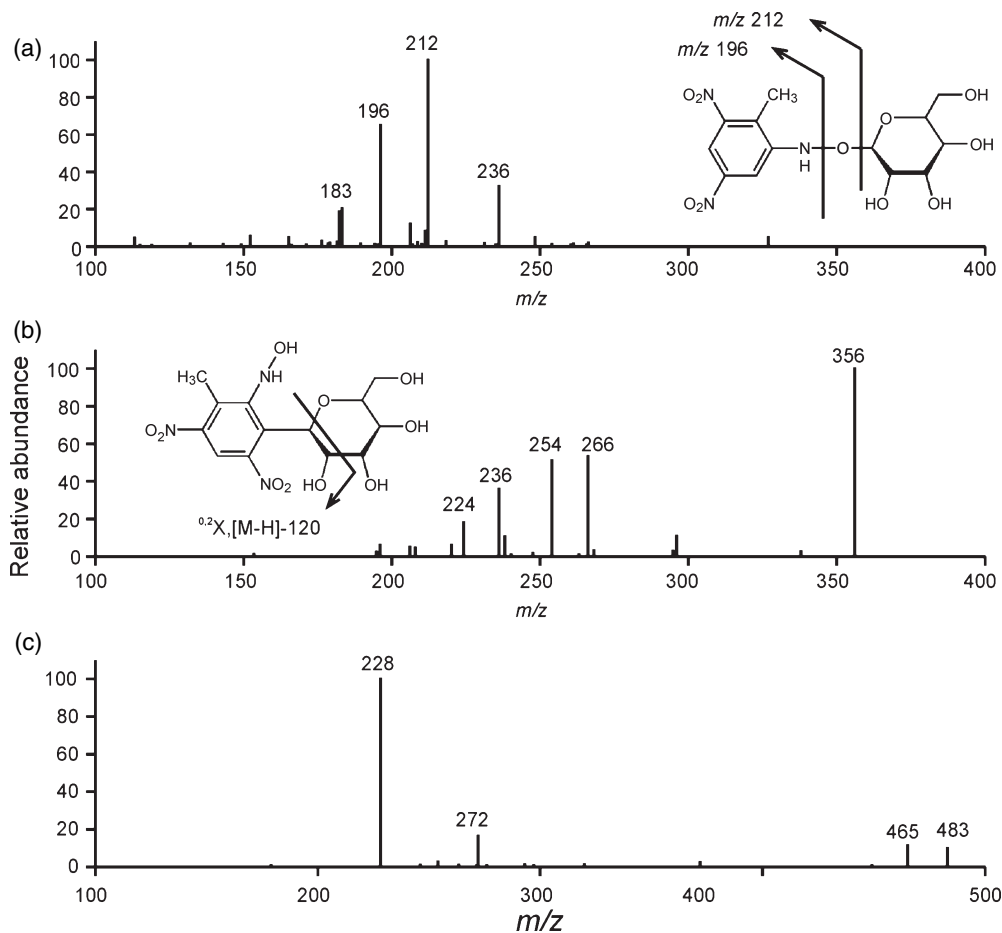 (a)
100
80
60
40
20
0
212
196
236
183
100
200
300
350
400
m/z
m/z 212
m/z 196
O₂N
CH₃
N
H
O
O
OH
OH
HO
OH
O₂N
(b)
Relative abundance
100
80
60
40
20
0
356
266
254
236
224
100
150
200
250
300
350
400
m/z
OH
NH
H₃C
O
OH
OH
O₂N
NO₂
HO
OH
⁰,²X,[M-H]-120
(c)
100
80
60
40
20
0
228
272
465
483
100
200
300
400
500
m/z